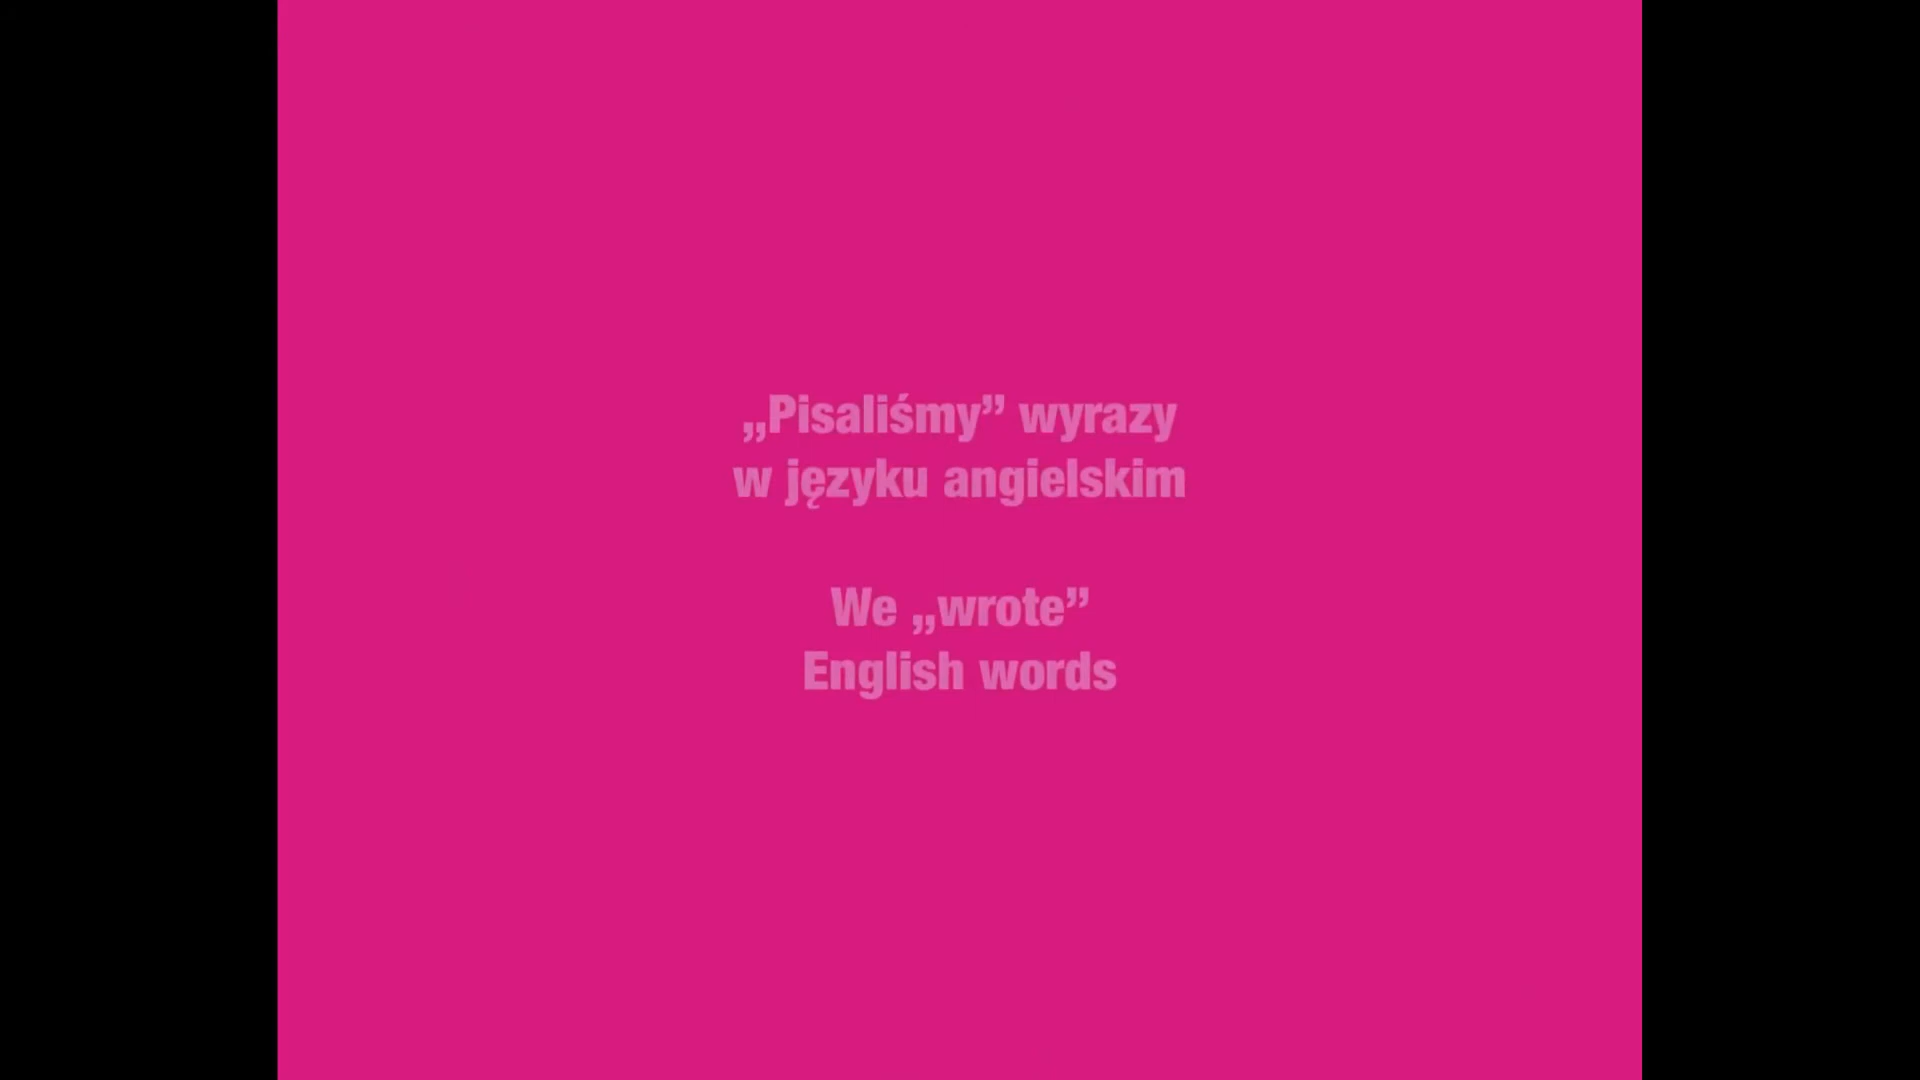 „Pisaliśmy” wyrazy
w języku angielskim
We „wrote”
English words